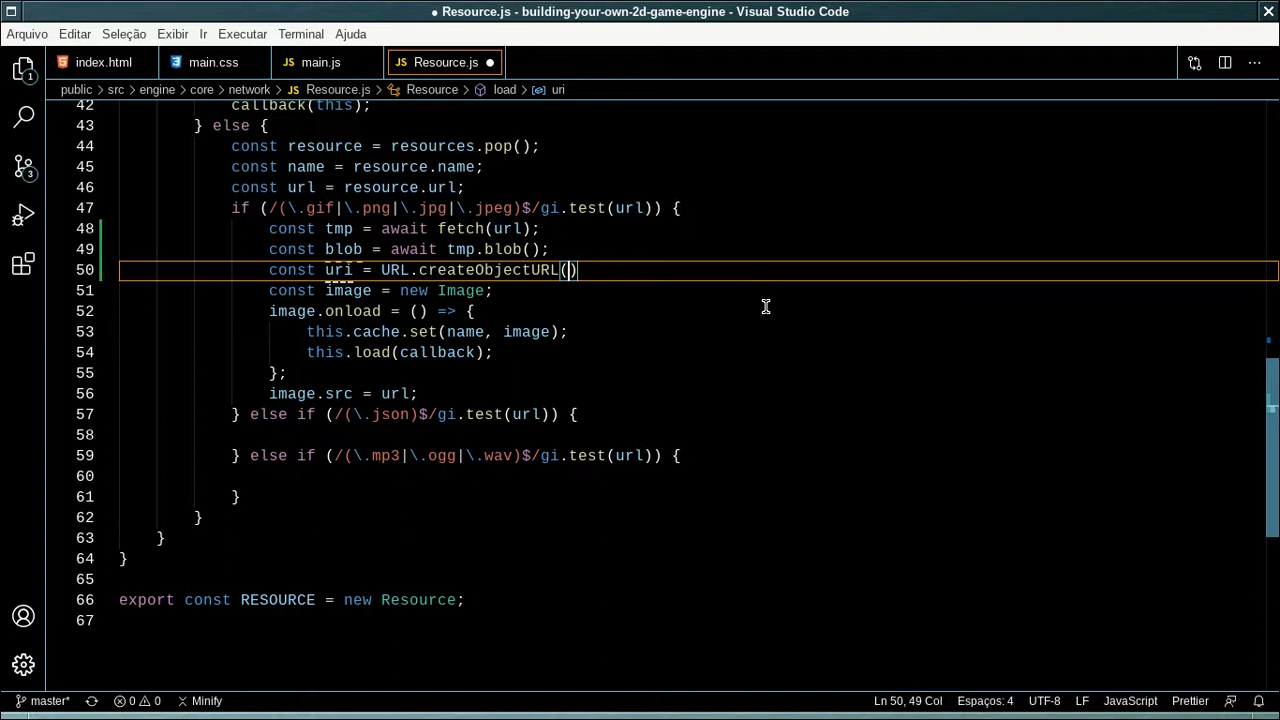 ● Resource.js - building-your-own-2d-game-engine - Visual Studio Code
Arquivo Editar Seleção Exibir Ir Executar Terminal Ajuda
index.html main.css JS main.js JS Resource.js ●
public > src > engine > core > network > JS Resource.js > Resource > load > uri
42 callback(this);
43 } else {
44 const resource = resources.pop();
45 const name = resource.name;
46 const url = resource.url;
47 if (/(\.gif|\.png|\.jpg|\.jpeg)$/gi.test(url)) {
48 const tmp = await fetch(url);
49 const blob = await tmp.blob();
50 const uri = URL.createObjectURL()
51 const image = new Image;
52 image.onload = () => {
53 this.cache.set(name, image);
54 this.load(callback);
55 };
56 image.src = url;
57 } else if (/(\.json)$/gi.test(url)) {
58
59 } else if (/(\.mp3|\.ogg|\.wav)$/gi.test(url)) {
60
61 }
62 }
63 }
64 }
65
66 export const RESOURCE = new Resource;
67
1
3
master* 0 0 Minify Ln 50, 49 Col Espaços: 4 UTF-8 LF JavaScript Prettier